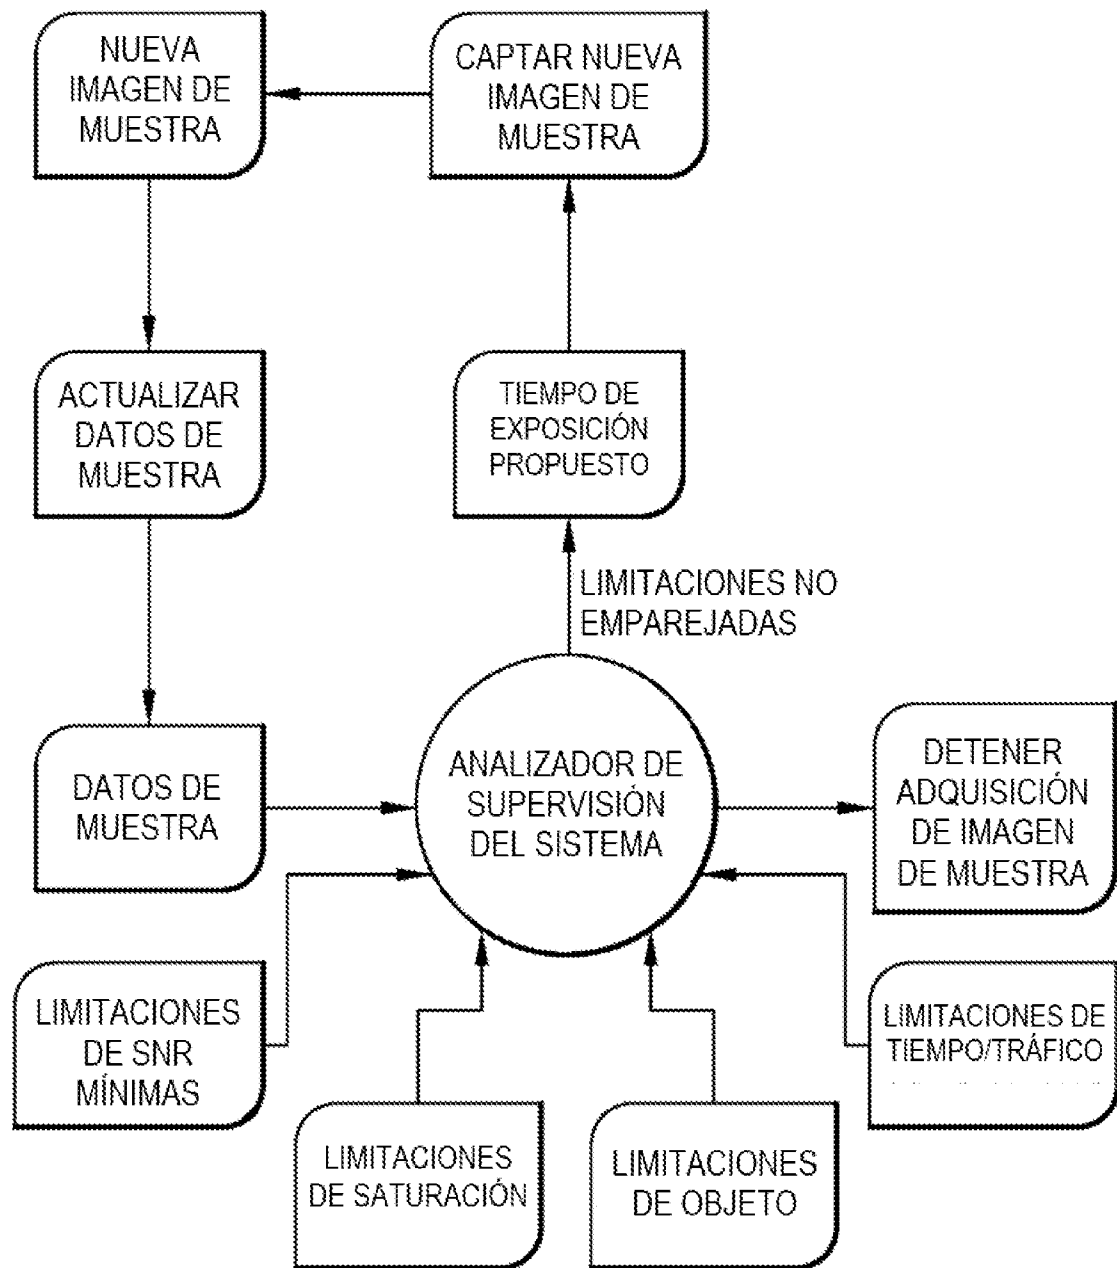 NUEVA
IMAGEN DE
MUESTRA
CAPTAR NUEVA
IMAGEN DE
MUESTRA
ACTUALIZAR
DATOS DE
MUESTRA
TIEMPO DE
EXPOSICIÓN
PROPUESTO
LIMITACIONES NO
EMPAREJADAS
DATOS DE
MUESTRA
ANALIZADOR DE
SUPERVISIÓN
DEL SISTEMA
DETENER
ADQUISICIÓN
DE IMAGEN
DE MUESTRA
LIMITACIONES
DE SNR
MÍNIMAS
LIMITACIONES
DE SATURACIÓN
LIMITACIONES
DE OBJETO
LIMITACIONES DE
TIEMPO/TRÁFICO